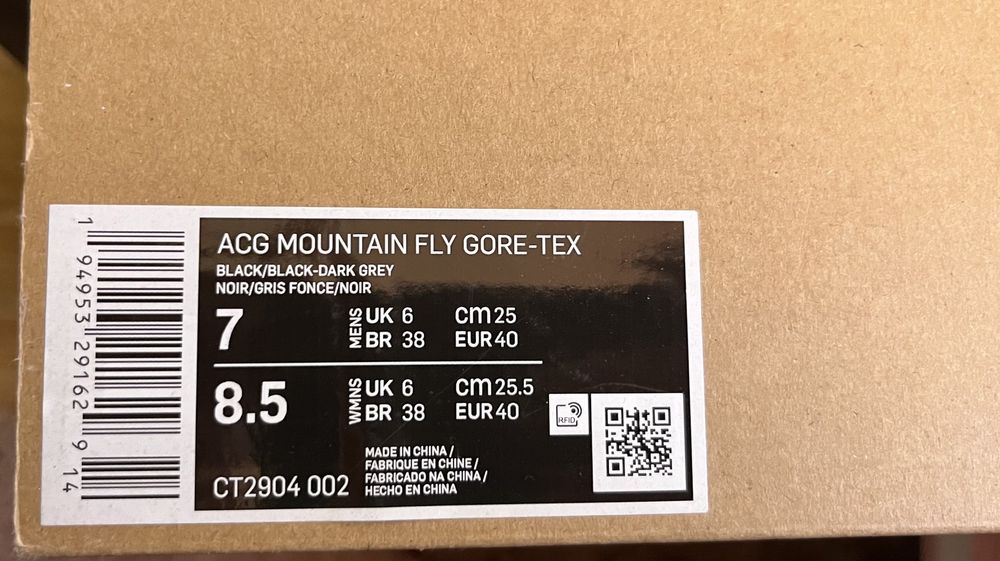 ACG MOUNTAIN FLY GORE-TEX
BLACK/BLACK-DARK GREY
NOIR/GRIS FONCE/NOIR
7 MENS UK 6 cm 25
BR 38 EUR 40
8.5 WMNS UK 6 cm 25.5
BR 38 EUR 40
RFID
MADE IN CHINA /
FABRIQUE EN CHINE /
FABRICADO NA CHINA /
HECHO EN CHINA
CT2904 002
1 94953 29162 9 14